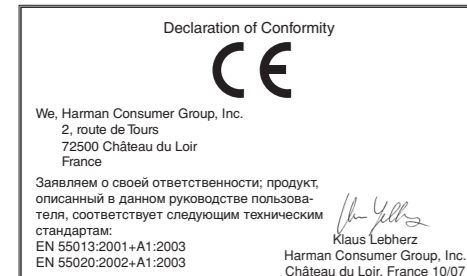 Declaration of Conformity
CE
We, Harman Consumer Group, Inc.
2, route de Tours
72500 Château du Loir
France
Заявляем о своей ответственности; продукт,
описанный в данном руководстве пользова-
теля, соответствует следующим техническим
стандартам:
EN 55013:2001+A1:2003
EN 55020:2002+A1:2003
Klaus Lebherz
Harman Consumer Group, Inc.
Château du Loir, France 10/07